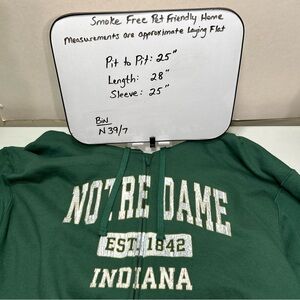 Smoke Free Pet Friendly Home
Measurements are approximate Laying Flat
Pit to Pit: 25"
Length: 28"
Sleeve: 25"
BIN
N39/7
NOTRE DAME
EST. 1842
INDIANA